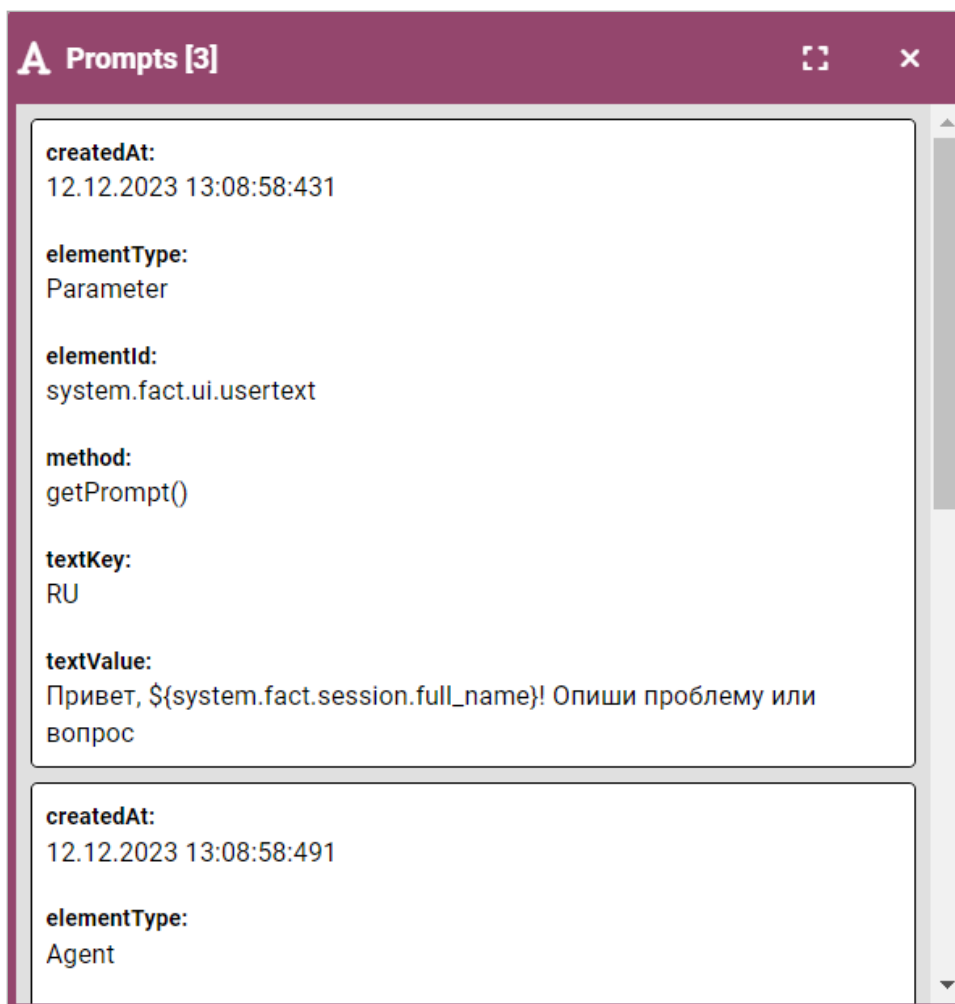 A Prompts [3]
createdAt:
12.12.2023 13:08:58:431
elementType:
Parameter
elementId:
system.fact.ui.usertext
method:
getPrompt()
textKey:
RU
textValue:
Привет, ${system.fact.session.full_name}! Опиши проблему или
вопрос
createdAt:
12.12.2023 13:08:58:491
elementType:
Agent